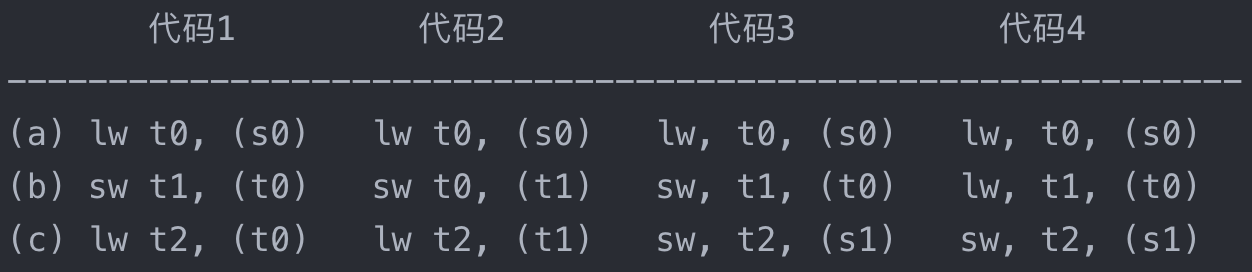 代码1 代码2 代码3 代码4
--------------------------------------------------------------
(a) lw t0, (s0) lw t0, (s0) lw, t0, (s0) lw, t0, (s0)
(b) sw t1, (t0) sw t0, (t1) sw, t1, (t0) lw, t1, (t0)
(c) lw t2, (t0) lw t2, (t1) sw, t2, (s1) sw, t2, (s1)